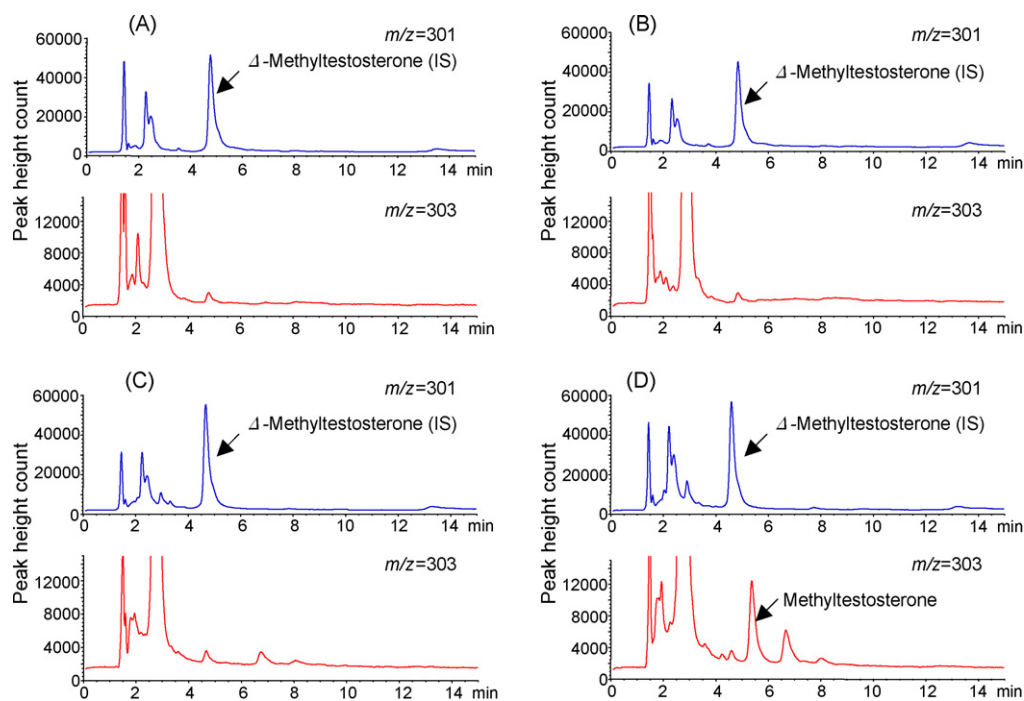 (A)
m/z=301
Δ-Methyltestosterone (IS)
Peak height count
60000
40000
20000
0
0 2 4 6 8 10 12 14 min
m/z=303
12000
8000
4000
0
0 2 4 6 8 10 12 14 min
(B)
m/z=301
Δ-Methyltestosterone (IS)
Peak height count
60000
40000
20000
0
0 2 4 6 8 10 12 14 min
m/z=303
12000
8000
4000
0
0 2 4 6 8 10 12 14 min
(C)
m/z=301
Δ-Methyltestosterone (IS)
Peak height count
60000
40000
20000
0
0 2 4 6 8 10 12 14 min
m/z=303
12000
8000
4000
0
0 2 4 6 8 10 12 14 min
(D)
m/z=301
Δ-Methyltestosterone (IS)
Peak height count
60000
40000
20000
0
0 2 4 6 8 10 12 14 min
m/z=303
Methyltestosterone
12000
8000
4000
0
0 2 4 6 8 10 12 14 min